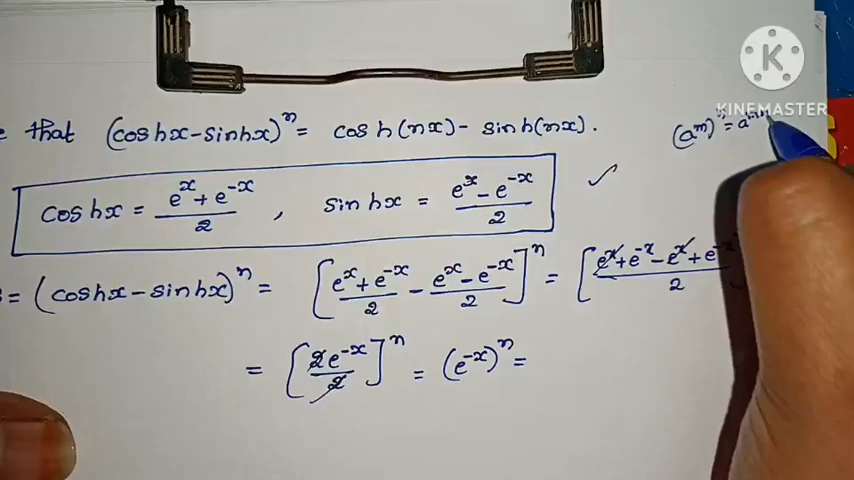 K
KINEMASTER
e that (coshx - sinhx)^n = cosh(nx) - sinh(nx).
(a^m)^n = a
coshx = (e^x + e^-x)/2 , sinhx = (e^x - e^-x)/2 ✓
= (coshx - sinhx)^n = [(e^x + e^-x)/2 - (e^x - e^-x)/2]^n = [(e^x + e^-x - e^x + e^-x)/2
= [2e^-x/2]^n = (e^-x)^n =